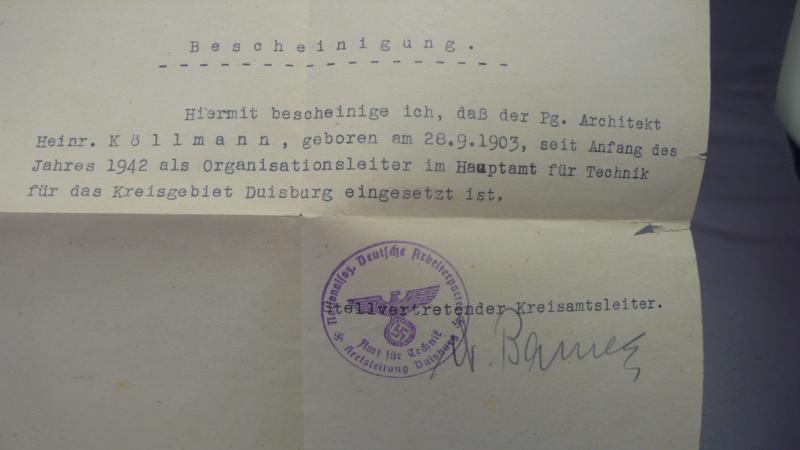 Bescheinigung.
Hiermit bescheinige ich, daß der Pg. Architekt
Heinr. Köllmann, geboren am 28.9.1903, seit Anfang des
Jahres 1942 als Organisationsleiter im Hauptamt für Technik
für das Kreisgebiet Duisburg eingesetzt ist.
Nationalsoz. Deutsche Arbeiterpartei
Stellvertretender Kreisamtsleiter.
Amt für Technik
Kreisleitung Duisburg